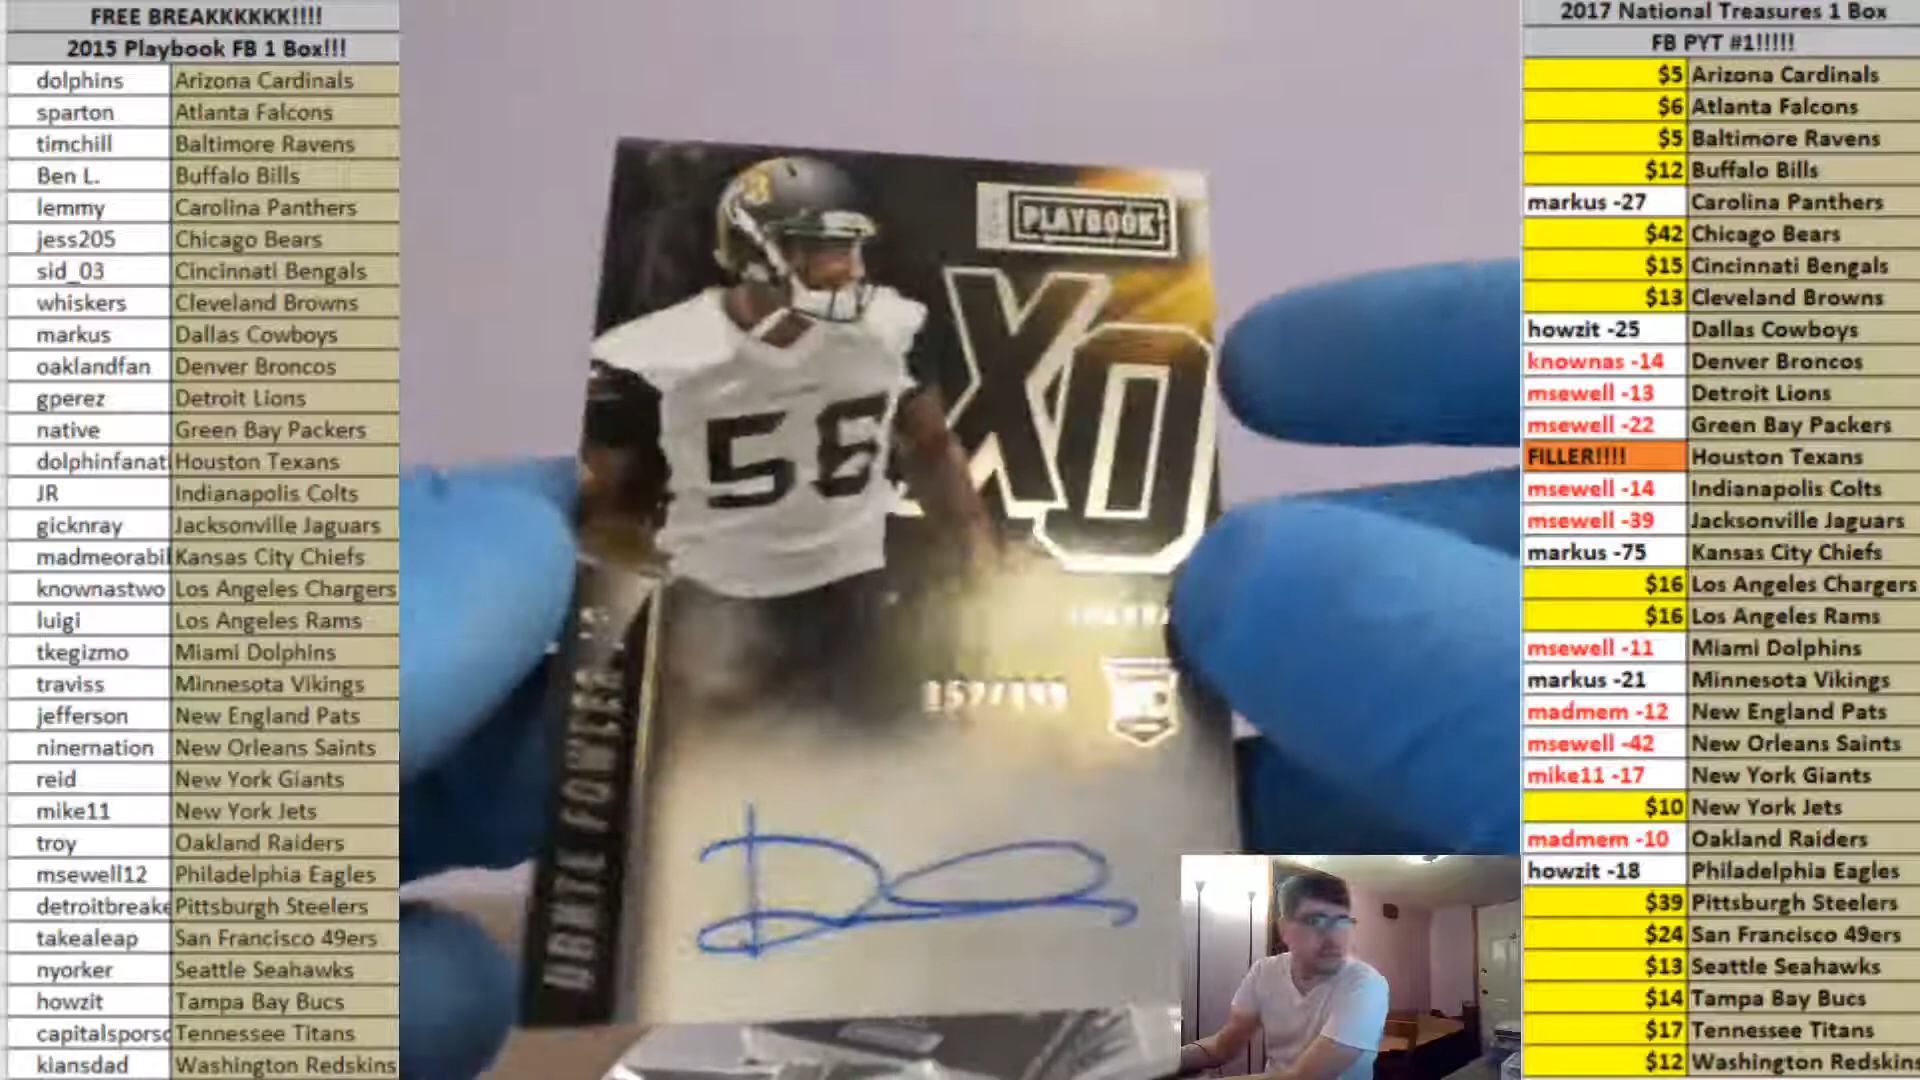 FREE BREAKKKKKK!!!!
2015 Playbook FB 1 Box!!!
dolphins Arizona Cardinals
sparton Atlanta Falcons
timchill Baltimore Ravens
Ben L. Buffalo Bills
lemmy Carolina Panthers
jess205 Chicago Bears
sid_03 Cincinnati Bengals
whiskers Cleveland Browns
markus Dallas Cowboys
oaklandfan Denver Broncos
gperez Detroit Lions
native Green Bay Packers
dolphinfanat Houston Texans
JR Indianapolis Colts
gicknray Jacksonville Jaguars
madmeorabil Kansas City Chiefs
knownastwo Los Angeles Chargers
luigi Los Angeles Rams
tkegizmo Miami Dolphins
traviss Minnesota Vikings
jefferson New England Pats
ninernation New Orleans Saints
reid New York Giants
mike11 New York Jets
troy Oakland Raiders
msewell12 Philadelphia Eagles
detroitbreake Pittsburgh Steelers
takealeap San Francisco 49ers
nyorker Seattle Seahawks
howzit Tampa Bay Bucs
capitalsporsc Tennessee Titans
kiansdad Washington Redskins
PLAYBOOK
XO
56
DANTE FOWLER
2017 National Treasures 1 Box
FB PYT #1!!!!!
$5 Arizona Cardinals
$6 Atlanta Falcons
$5 Baltimore Ravens
$12 Buffalo Bills
markus -27 Carolina Panthers
$42 Chicago Bears
$15 Cincinnati Bengals
$13 Cleveland Browns
howzit -25 Dallas Cowboys
knownas -14 Denver Broncos
msewell -13 Detroit Lions
msewell -22 Green Bay Packers
FILLER!!!! Houston Texans
msewell -14 Indianapolis Colts
msewell -39 Jacksonville Jaguars
markus -75 Kansas City Chiefs
$16 Los Angeles Chargers
$16 Los Angeles Rams
msewell -11 Miami Dolphins
markus -21 Minnesota Vikings
madmem -12 New England Pats
msewell -42 New Orleans Saints
mike11 -17 New York Giants
$10 New York Jets
madmem -10 Oakland Raiders
howzit -18 Philadelphia Eagles
$39 Pittsburgh Steelers
$24 San Francisco 49ers
$13 Seattle Seahawks
$14 Tampa Bay Bucs
$17 Tennessee Titans
$12 Washington Redskins